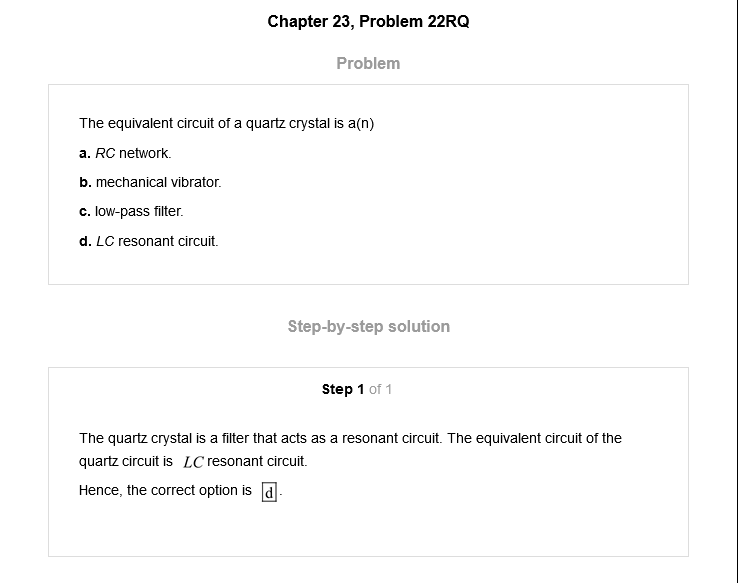 Chapter 23, Problem 22RQ
Problem
The equivalent circuit of a quartz crystal is a(n)
a. RC network.
b. mechanical vibrator.
c. low-pass filter.
d. LC resonant circuit.
Step-by-step solution
Step 1 of 1
The quartz crystal is a filter that acts as a resonant circuit. The equivalent circuit of the
quartz circuit is LC resonant circuit.
Hence, the correct option is d.